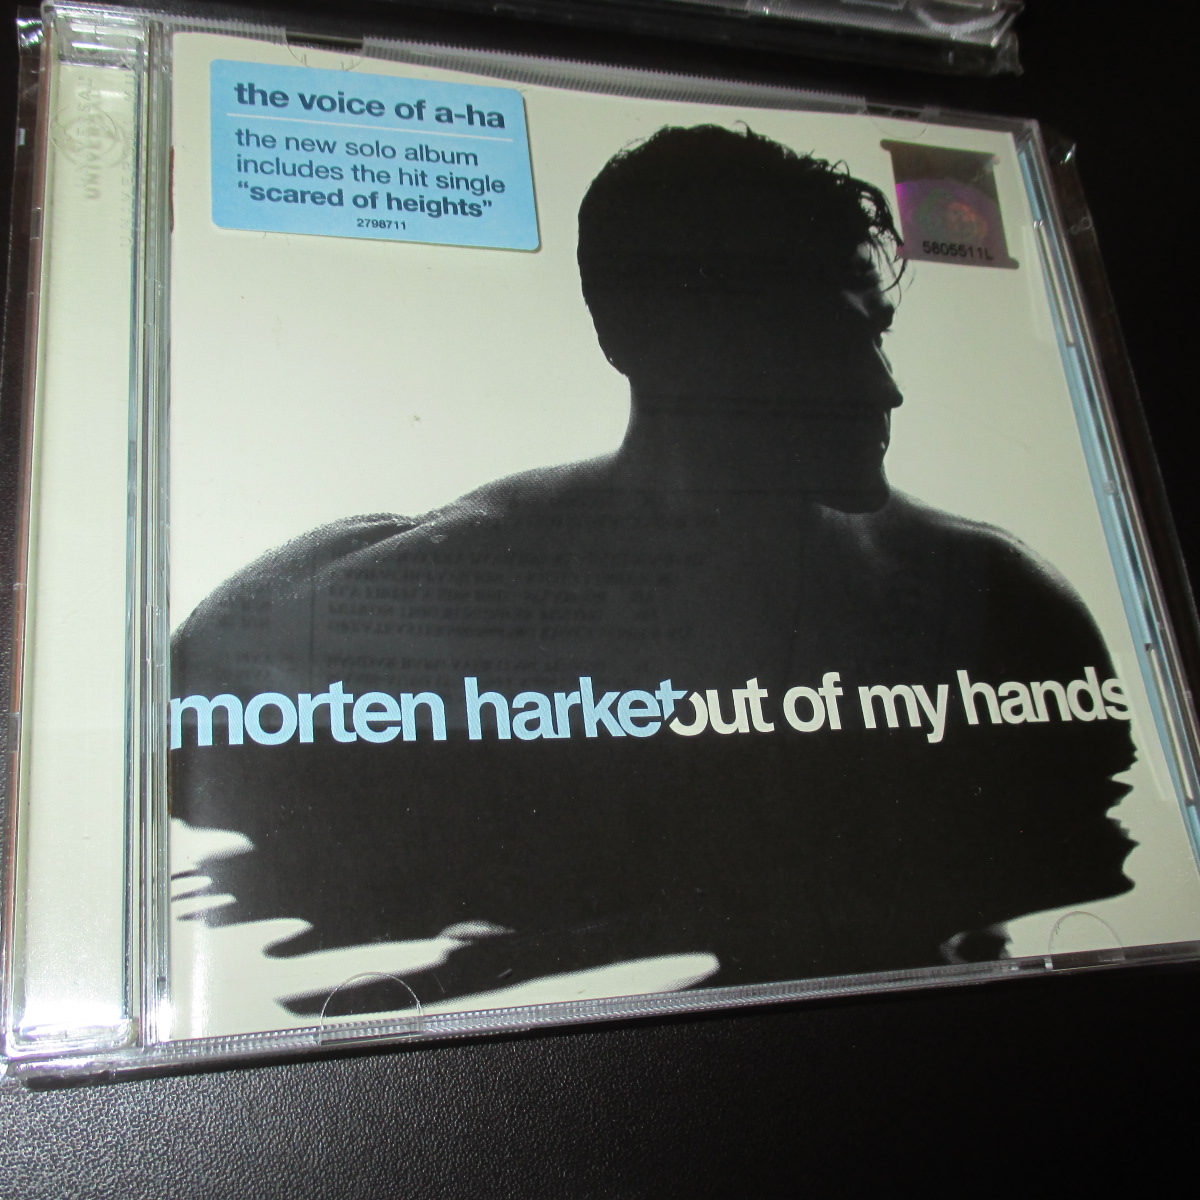 the voice of a-ha
the new solo album
includes the hit single
“scared of heights”
2798711
5805511L
UNIVERSAL
morten harket out of my hands